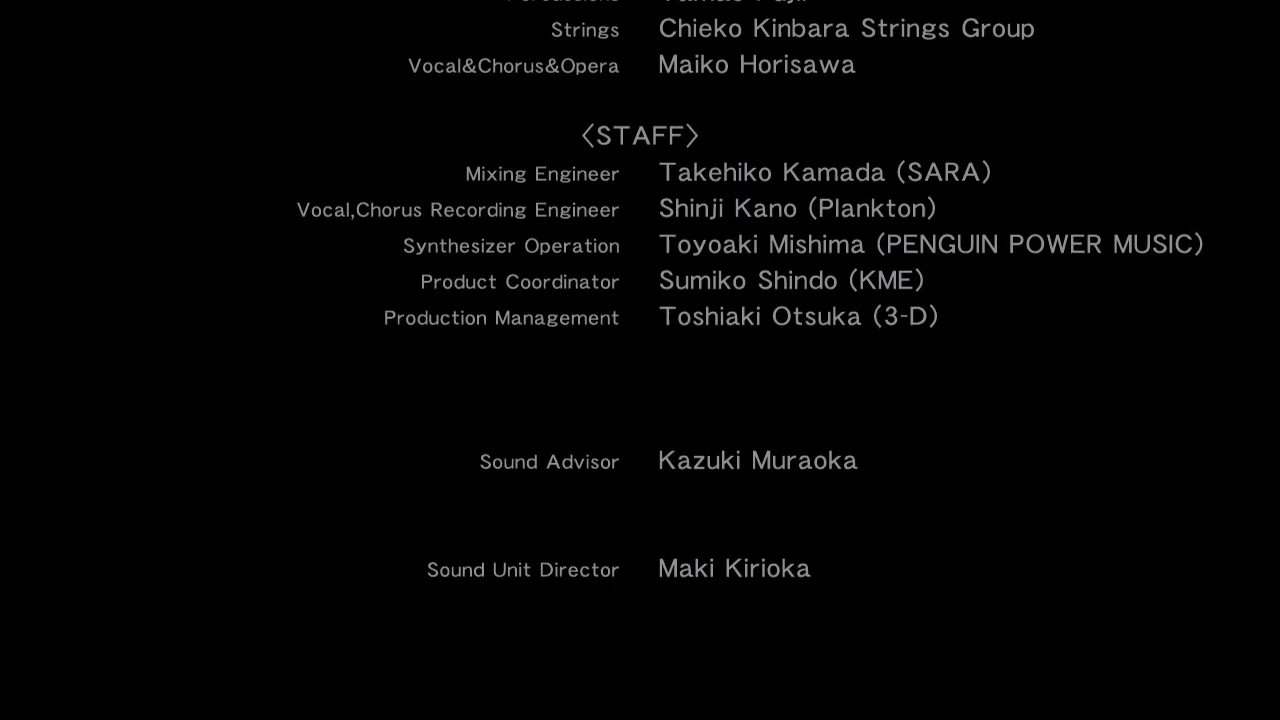 Strings Chieko Kinbara Strings Group
Vocal&Chorus&Opera Maiko Horisawa
〈STAFF〉
Mixing Engineer Takehiko Kamada (SARA)
Vocal,Chorus Recording Engineer Shinji Kano (Plankton)
Synthesizer Operation Toyoaki Mishima (PENGUIN POWER MUSIC)
Product Coordinator Sumiko Shindo (KME)
Production Management Toshiaki Otsuka (3-D)
Sound Advisor Kazuki Muraoka
Sound Unit Director Maki Kirioka